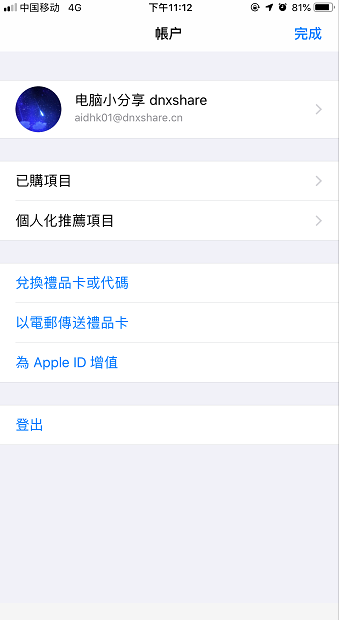 中国移动 4G 下午11:12 81%
帳户 完成
电脑小分享 dnxshare
aidhk01@dnxshare.cn
已購項目
個人化推薦項目
兌換禮品卡或代碼
以電郵傳送禮品卡
為 Apple ID 增值
登出